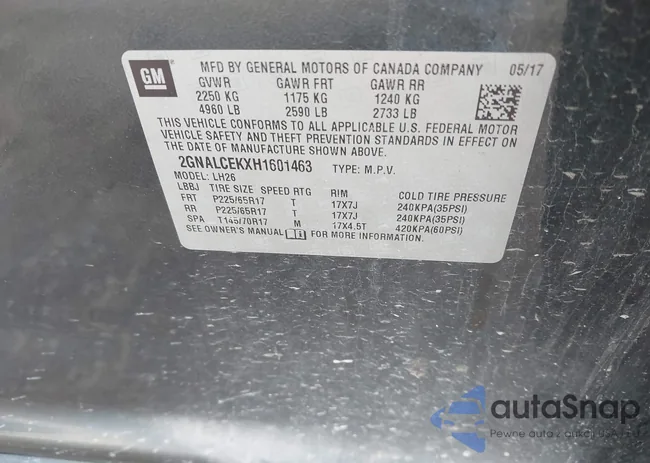 GM
MFD BY GENERAL MOTORS OF CANADA COMPANY 05/17
GVWR GAWR FRT GAWR RR
2250 KG 1175 KG 1240 KG
4960 LB 2590 LB 2733 LB
THIS VEHICLE CONFORMS TO ALL APPLICABLE U.S. FEDERAL MOTOR
VEHICLE SAFETY AND THEFT PREVENTION STANDARDS IN EFFECT ON
THE DATE OF MANUFACTURE SHOWN ABOVE.
2GNALCEKXH1601463 TYPE: M.P.V.
MODEL: LH26
LBBJ TIRE SIZE SPEED RTG RIM COLD TIRE PRESSURE
FRT P225/65R17 T 17X7J 240KPA(35PSI)
RR P225/65R17 T 17X7J 240KPA(35PSI)
SPA T145/70R17 M 17X4.5T 420KPA(60PSI)
SEE OWNER'S MANUAL FOR MORE INFORMATION.
autaSnap
Pewne auta z aukcji